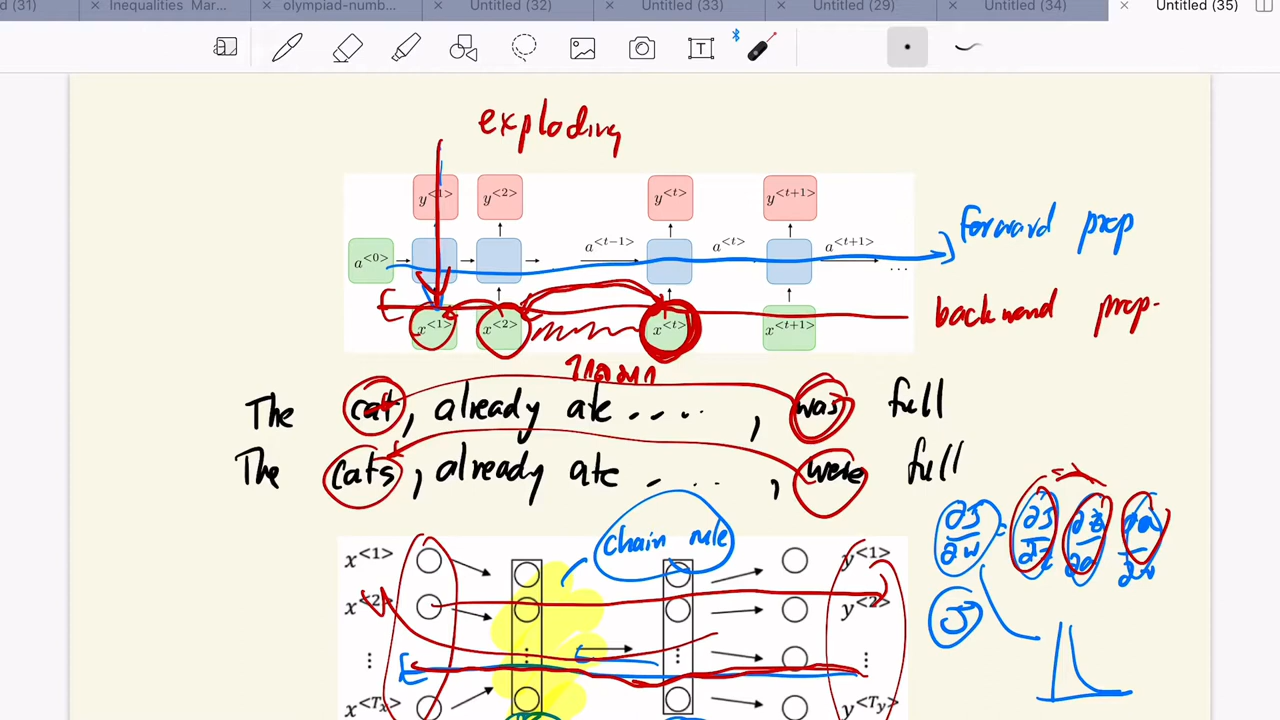 (31)
Inequalities Mar...
olympiad-numb...
Untitled (32)
Untitled (33)
Untitled (29)
Untitled (34)
Untitled (35)
exploding
y<1> y<2> y<t> y<t+1>
forward prop
a<0> a<t-1> a<t> a<t+1> ...
backward prop.
x<1> x<2> x<t> x<t+1>
The cat, already ate ....., was full
The cats, already ate ...., were full
chain rule
x<1> y<1>
x<2> y<2>
x<Tx> y<Ty>